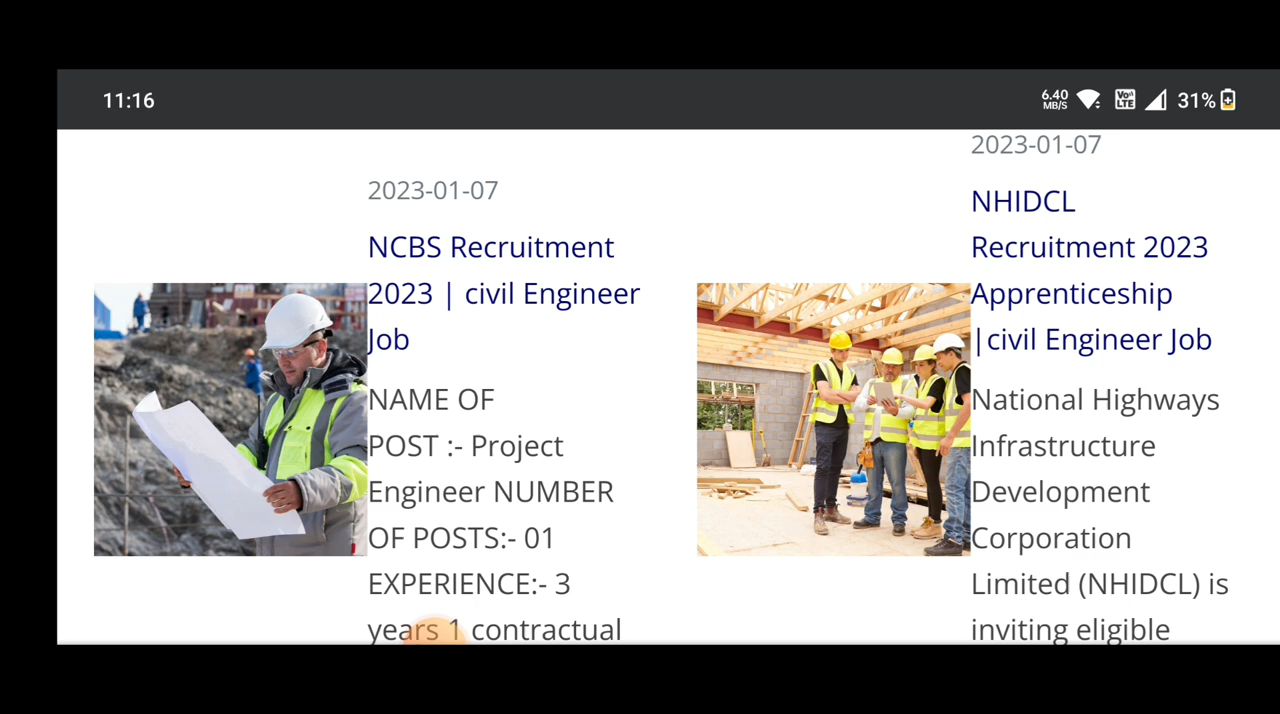 11:16
6.40
MB/S
Vo
LTE
31%
2023-01-07
NCBS Recruitment
2023 | civil Engineer
Job
NAME OF
POST :- Project
Engineer NUMBER
OF POSTS:- 01
EXPERIENCE:- 3
years 1 contractual
2023-01-07
NHIDCL
Recruitment 2023
Apprenticeship
|civil Engineer Job
National Highways
Infrastructure
Development
Corporation
Limited (NHIDCL) is
inviting eligible